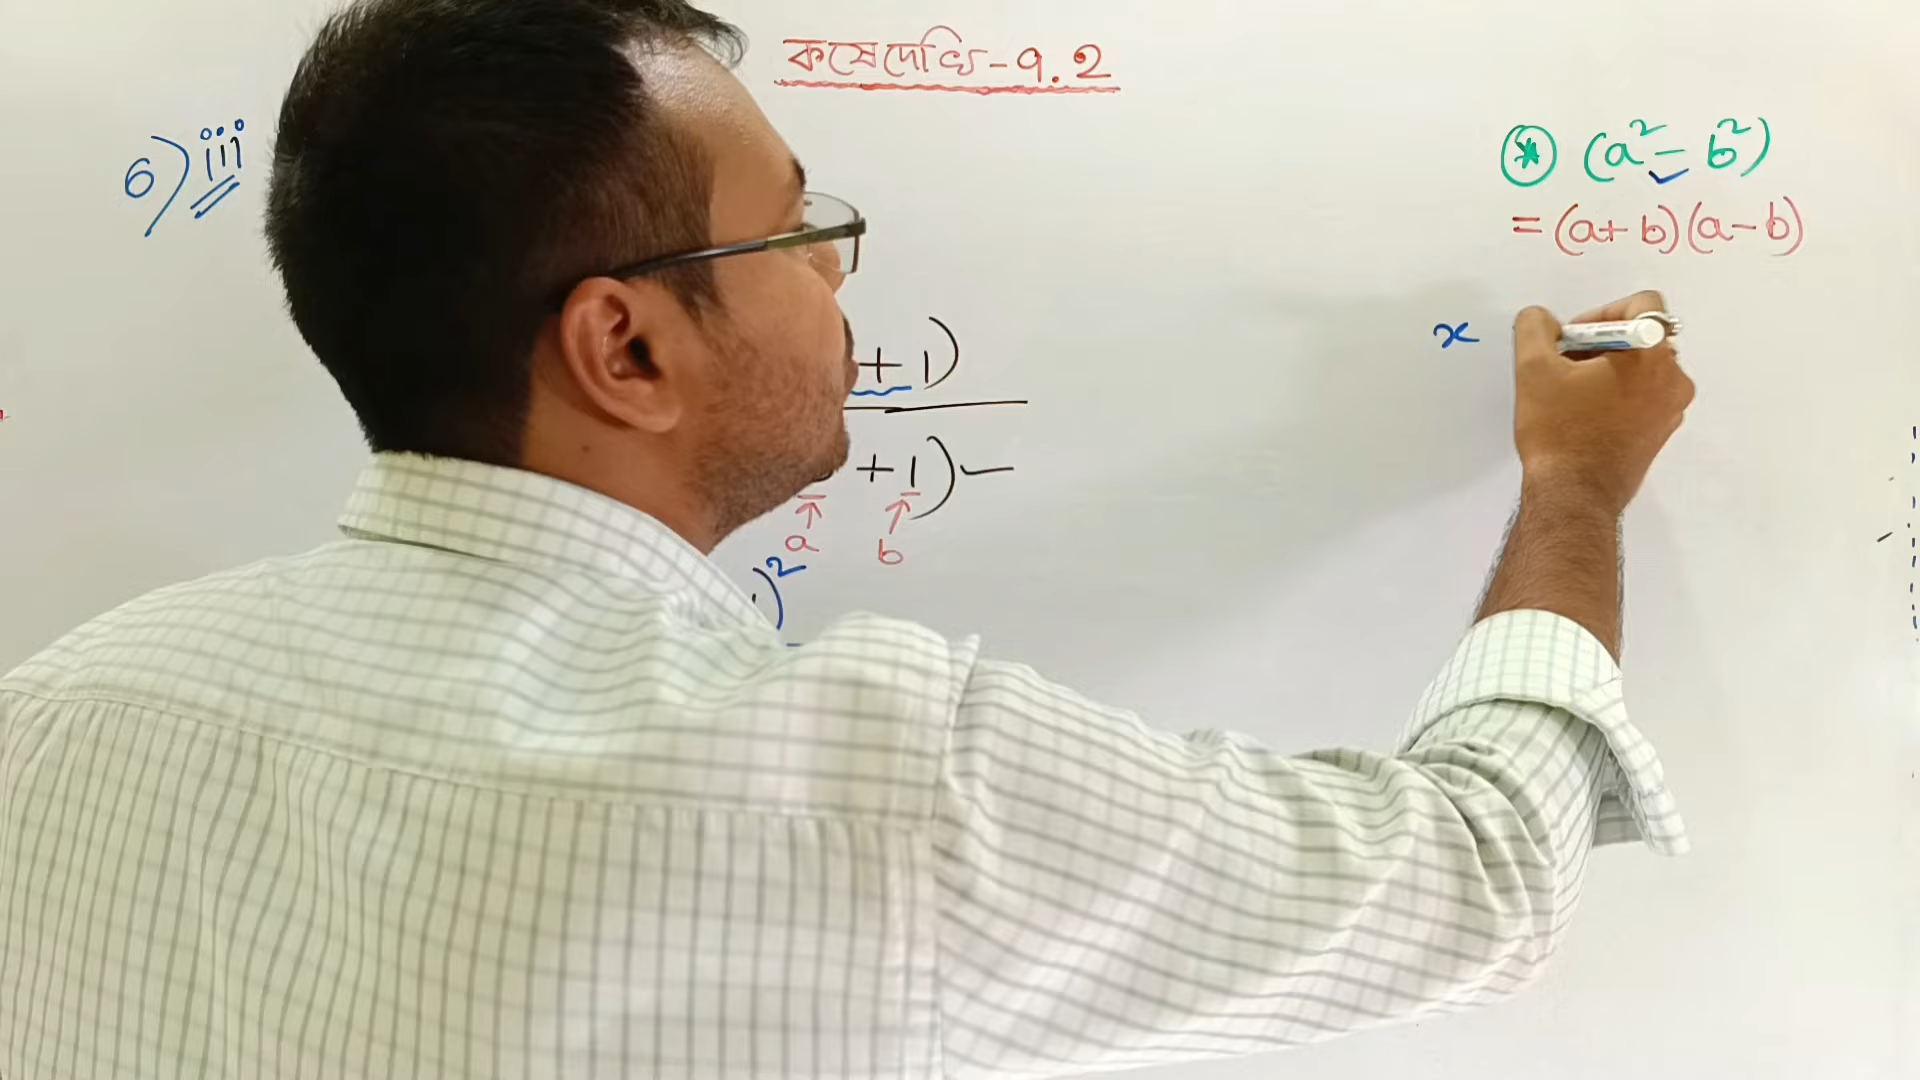 কষে দেখি - ৭.২
6) iii
* (a² - b²)
= (a+b)(a-b)
x
+ 1)
+ 1) -
a b
)²